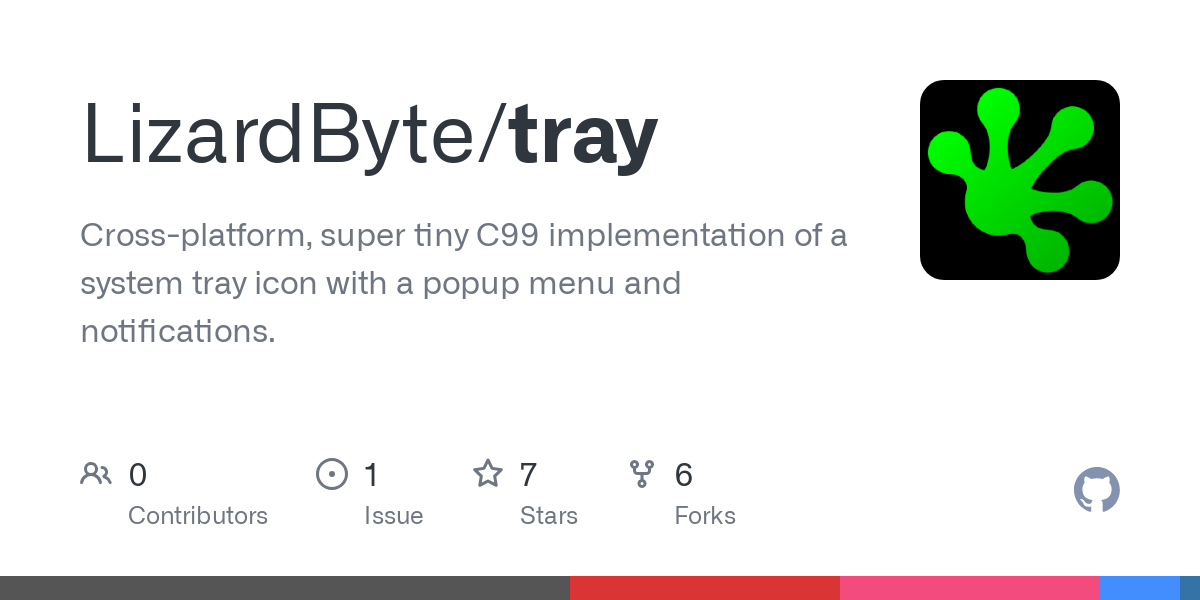 LizardByte/tray
Cross-platform, super tiny C99 implementation of a
system tray icon with a popup menu and
notifications.
0 1 7 6
Contributors Issue Stars Forks